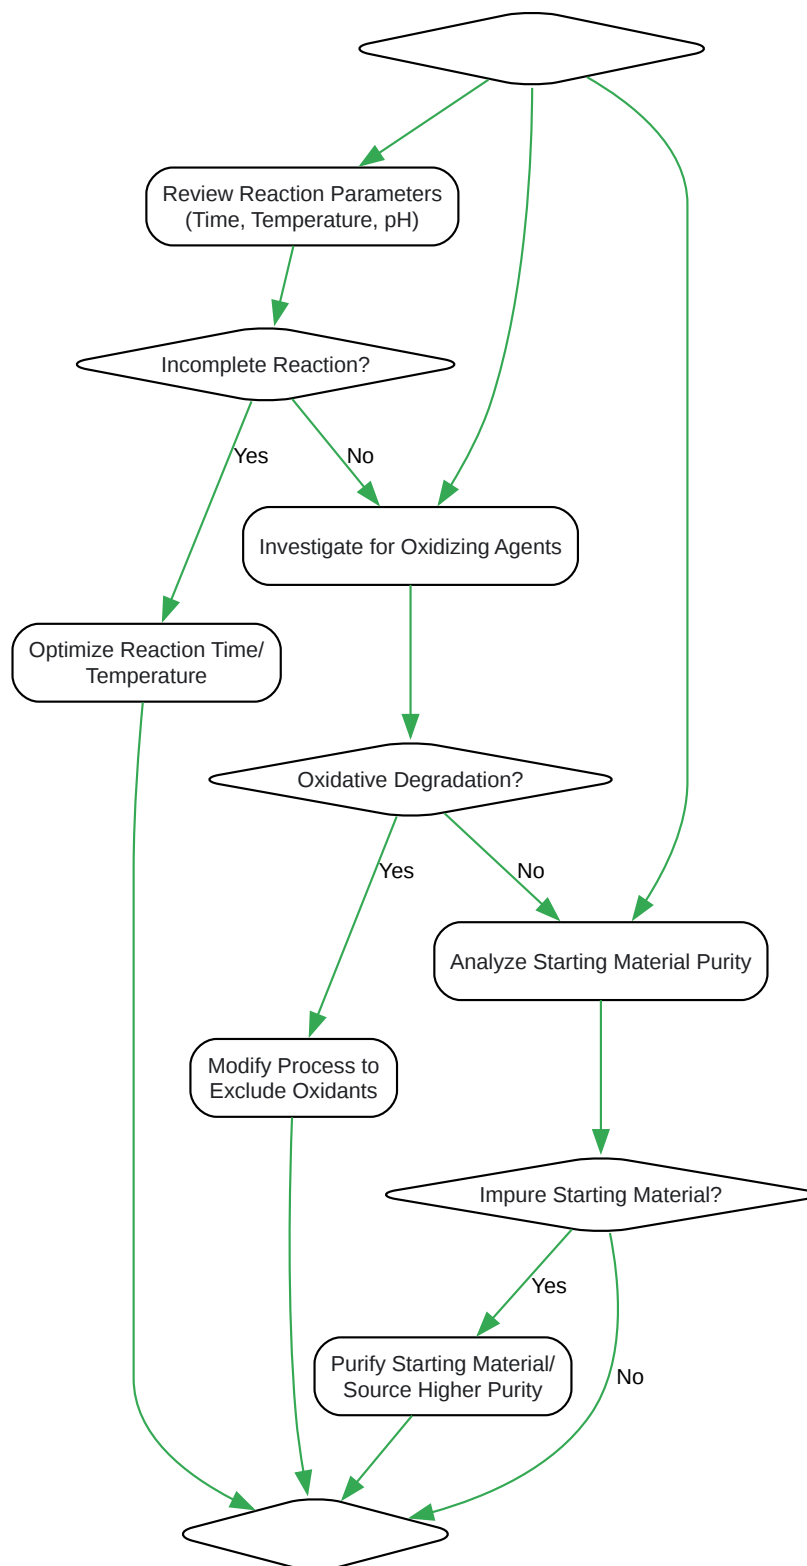 Review Reaction Parameters
(Time, Temperature, pH)
Incomplete Reaction?
Yes
No
Investigate for Oxidizing Agents
Optimize Reaction Time/
Temperature
Oxidative Degradation?
Yes
No
Analyze Starting Material Purity
Modify Process to
Exclude Oxidants
Impure Starting Material?
Yes
Purify Starting Material/
Source Higher Purity
No